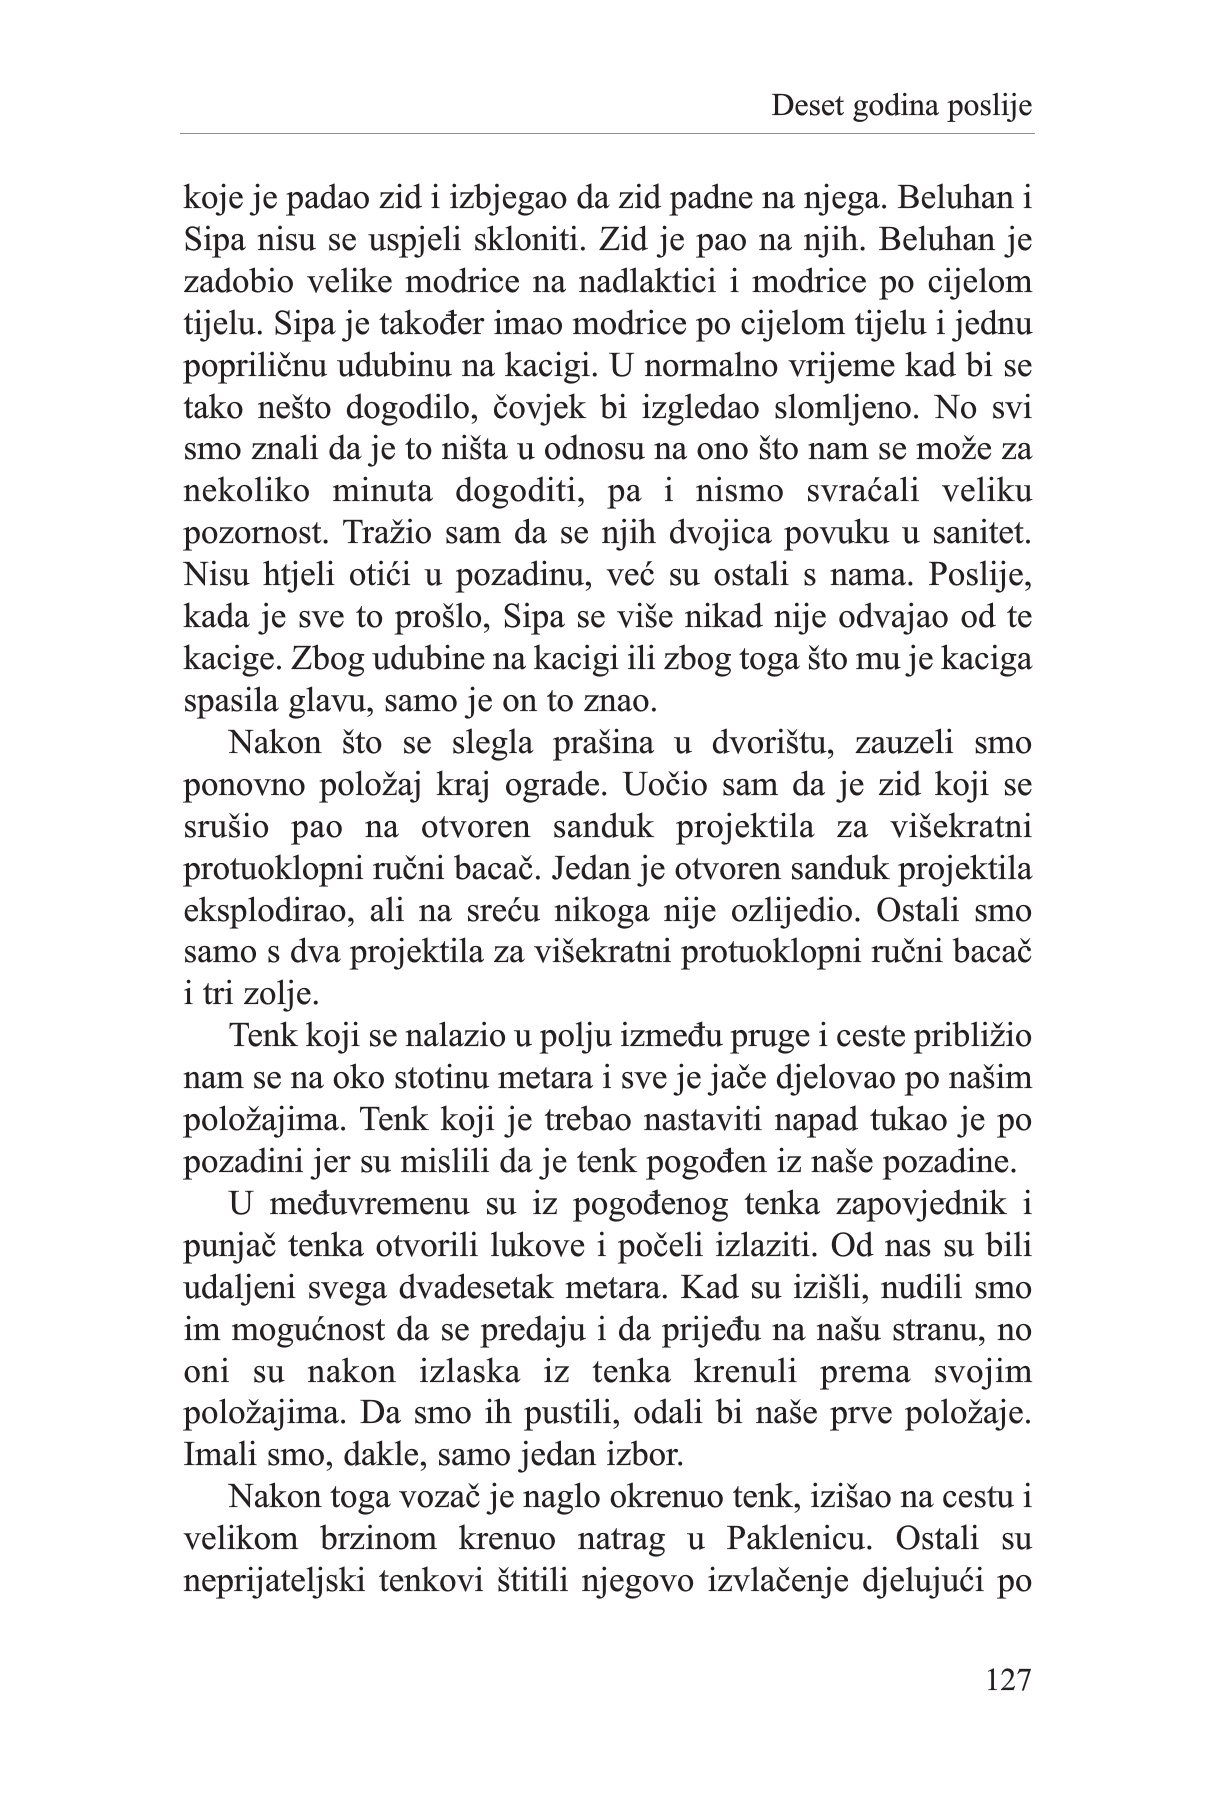 Deset godina poslije
koje je padao zid i izbjegao da zid padne na njega. Beluhan i
Sipa nisu se uspjeli skloniti. Zid je pao na njih. Beluhan je
zadobio velike modrice na nadlaktici i modrice po cijelom
tijelu. Sipa je također imao modrice po cijelom tijelu i jednu
popriličnu udubinu na kacigi. U normalno vrijeme kad bi se
tako nešto dogodilo, čovjek bi izgledao slomljeno. No svi
smo znali da je to ništa u odnosu na ono što nam se može za
nekoliko minuta dogoditi, pa i nismo svraćali veliku
pozornost. Tražio sam da se njih dvojica povuku u sanitet.
Nisu htjeli otići u pozadinu, već su ostali s nama. Poslije,
kada je sve to prošlo, Sipa se više nikad nije odvajao od te
kacige. Zbog udubine na kacigi ili zbog toga što mu je kaciga
spasila glavu, samo je on to znao.
Nakon što se slegla prašina u dvorištu, zauzeli smo
ponovno položaj kraj ograde. Uočio sam da je zid koji se
srušio pao na otvoren sanduk projektila za višekratni
protuoklopni ručni bacač. Jedan je otvoren sanduk projektila
eksplodirao, ali na sreću nikoga nije ozlijedio. Ostali smo
samo s dva projektila za višekratni protuoklopni ručni bacač
i tri zolje.
Tenk koji se nalazio u polju između pruge i ceste približio
nam se na oko stotinu metara i sve je jače djelovao po našim
položajima. Tenk koji je trebao nastaviti napad tukao je po
pozadini jer su mislili da je tenk pogođen iz naše pozadine.
U međuvremenu su iz pogođenog tenka zapovjednik i
punjač tenka otvorili lukove i počeli izlaziti. Od nas su bili
udaljeni svega dvadesetak metara. Kad su izišli, nudili smo
im mogućnost da se predaju i da prijeđu na našu stranu, no
oni su nakon izlaska iz tenka krenuli prema svojim
položajima. Da smo ih pustili, odali bi naše prve položaje.
Imali smo, dakle, samo jedan izbor.
Nakon toga vozač je naglo okrenuo tenk, izišao na cestu i
velikom brzinom krenuo natrag u Paklenicu. Ostali su
neprijateljski tenkovi štitili njegovo izvlačenje djelujući po
127